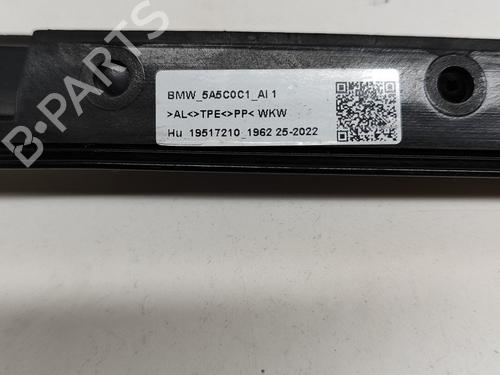 B-PARTS
BMW_5A5C0C1_AI 1
>AL<>TPE<>PP< WKW
Hu 19517210_1962 25-2022